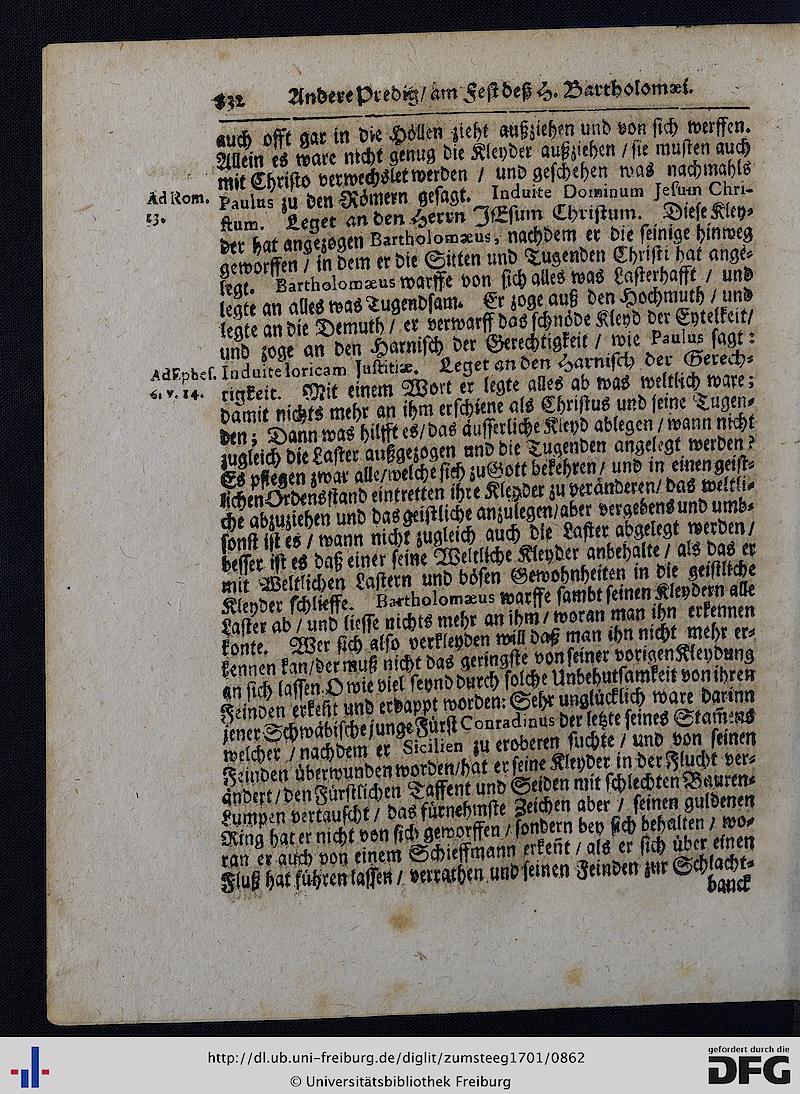 832 Andere Predig / am Fest deß H. Bartholomæi.
auch offt gar in die Höllen zieht außziehen und von sich werffen.
Allein es ware nicht genug die Kleyder außziehen / sie musten auch
mit Christo verwechslet werden / und geschehen was nachmahls
Ad Rom.
13.
Paulus zu den Römern gesagt. Induite Dominum Jesum Chri-
stum. Leget an den Herrn JEsum Christum. Diese Kley-
der hat angezogen Bartholomæus, nachdem er die seinige hinweg
geworffen / in dem er die Sitten und Tugenden Christi hat ange-
legt. Bartholomæus warffe von sich alles was Lasterhafft / und
legte an alles was Tugendsam. Er zoge auß den Hochmuth / und
legte an die Demuth / er verwarff das schnöde Kleyd der Eytelkeit /
und zoge an den Harnisch der Gerechtigkeit / wie Paulus sagt:
Ad Ephes.
6. v. 14.
Induite loricam Justitiæ. Leget an den Harnisch der Gerech-
tigkeit. Mit einem Wort er legte alles ab was weltlich ware;
damit nichts mehr an ihm erschiene als Christus und seine Tugen-
den; Dann was hilfft es / das äusserliche Kleyd ablegen / wann nicht
zugleich die Laster außgezogen und die Tugenden angelegt werden?
Es pflegen zwar alle / welche sich zu Gott bekehren / und in einen geist-
lichen Ordensstand eintretten ihre Kleyder zu veränderen / das weltli-
che abzuziehen und das geistliche anzulegen / aber vergebens und umb-
sonst ist es / wann nicht zugleich auch die Laster abgelegt werden /
besser ist es daß einer seine Weltliche Kleyder anbehalte / als das er
mit Weltlichen Lastern und bösen Gewohnheiten in die geistliche
Kleyder schlieffe. Bartholomæus warffe sambt seinen Kleydern alle
Laster ab / und liesse nichts mehr an ihm / woran man ihn erkennen
konte. Wer sich also verkleyden will daß man ihn nicht mehr er-
kennen kan / der muß nicht das geringste von seiner vorigen Kleydung
an sich lassen. O wie viel seynd durch solche Unbehutsamkeit von ihren
Feinden erkeñt und erdappt worden: Sehr unglücklich ware darinn
jener Schwäbische junge Fürst Conradinus der letzte seines Stam̃ens
welcher / nachdem er Sicilien zu eroberen suchte / und von seinen
Feinden überwunden worden / hat er seine Kleyder in der Flucht ver-
ändert / den Fürstlichen Taffent und Seiden mit schlechten Bauren-
Lumpen vertauscht / das fürnehmste Zeichen aber / seinen guldenen
Ring hat er nicht von sich geworffen / sondern bey sich behalten / wo-
ran er auch von einem Schieffmann erkeñt / als er sich über einen
Fluß hat führen lassen / verrathen und seinen Feinden zur Schlacht-
banck
http://dl.ub.uni-freiburg.de/diglit/zumsteeg1701/0862
© Universitätsbibliothek Freiburg
gefördert durch die
DFG